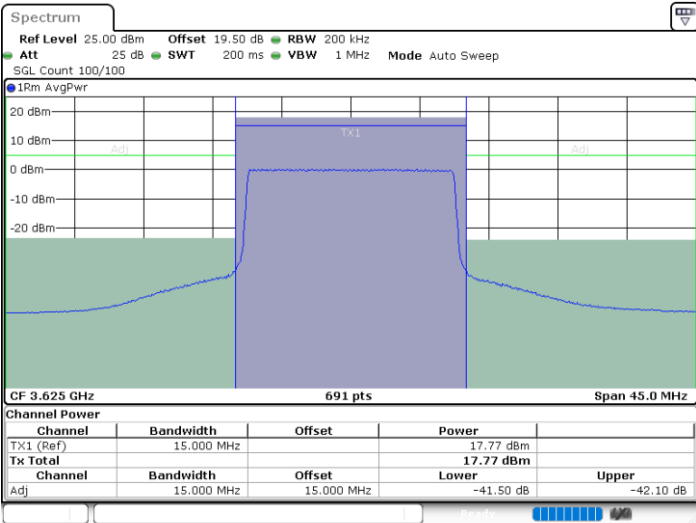 Spectrum
Ref Level 25.00 dBm Offset 19.50 dB RBW 200 kHz
Att 25 dB SWT 200 ms VBW 1 MHz Mode Auto Sweep
SGL Count 100/100
1Rm AvgPwr
20 dBm
TX1
10 dBm
Adj Adj
0 dBm
-10 dBm
-20 dBm
CF 3.625 GHz 691 pts Span 45.0 MHz
Channel Power
Channel Bandwidth Offset Power
TX1 (Ref) 15.000 MHz 17.77 dBm
Tx Total 17.77 dBm
Channel Bandwidth Offset Lower Upper
Adj 15.000 MHz 15.000 MHz -41.50 dB -42.10 dB
Ready